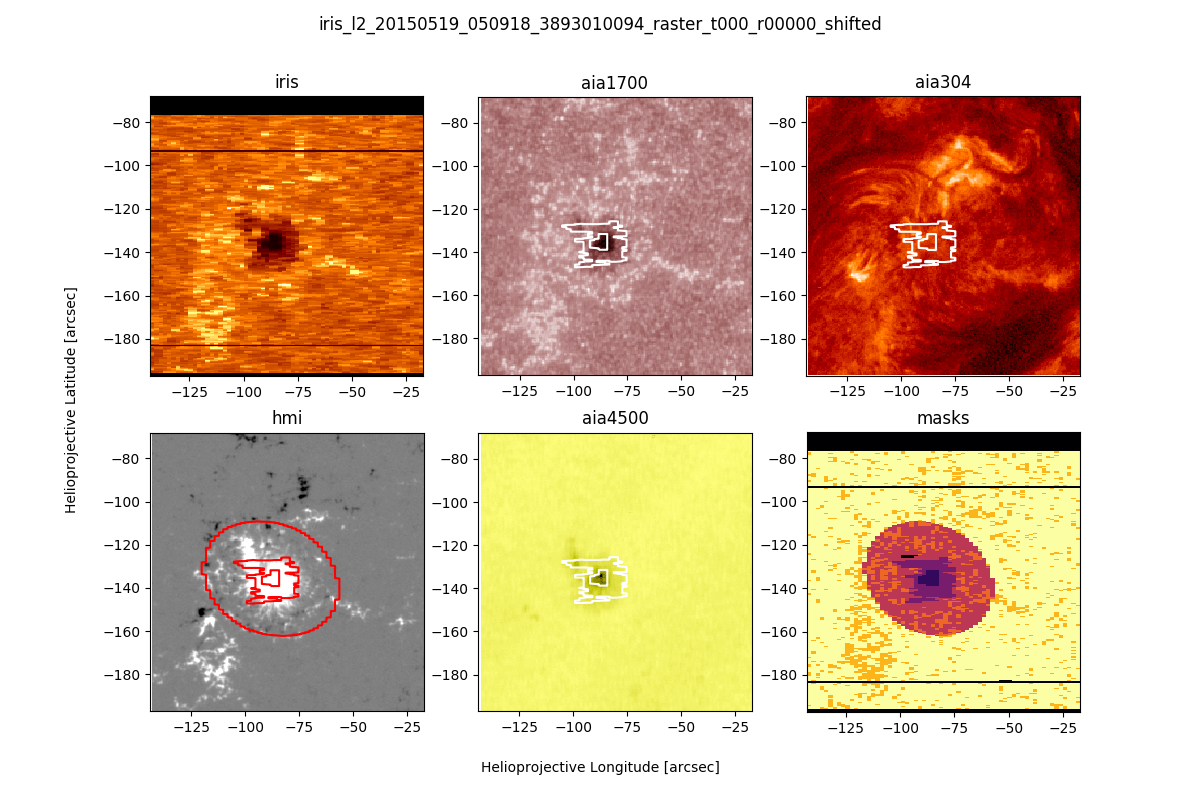 iris_l2_20150519_050918_3893010094_raster_t000_r00000_shifted
iris
aia1700
aia304
−80
−100
−120
−140
−160
−180
−125 −100 −75 −50 −25
−80
−100
−120
−140
−160
−180
−125 −100 −75 −50 −25
−80
−100
−120
−140
−160
−180
−125 −100 −75 −50 −25
Helioprojective Latitude [arcsec]
hmi
aia4500
masks
−80
−100
−120
−140
−160
−180
−125 −100 −75 −50 −25
−80
−100
−120
−140
−160
−180
−125 −100 −75 −50 −25
−80
−100
−120
−140
−160
−180
−125 −100 −75 −50 −25
Helioprojective Longitude [arcsec]